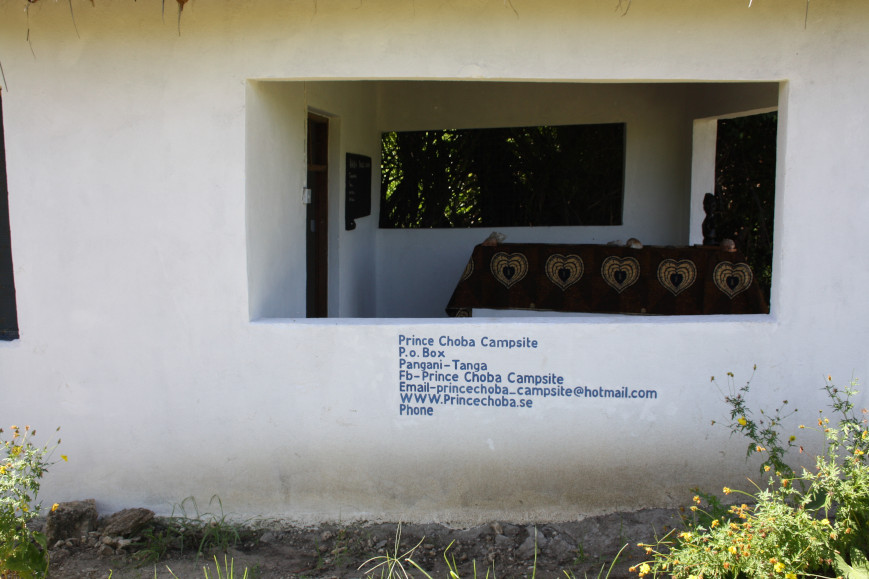 Prince Choba Campsite
P.o. Box
Pangani-Tanga
Fb-Prince Choba Campsite
Email-princechoba_campsite@hotmail.com
WWW.Princechoba.se
Phone